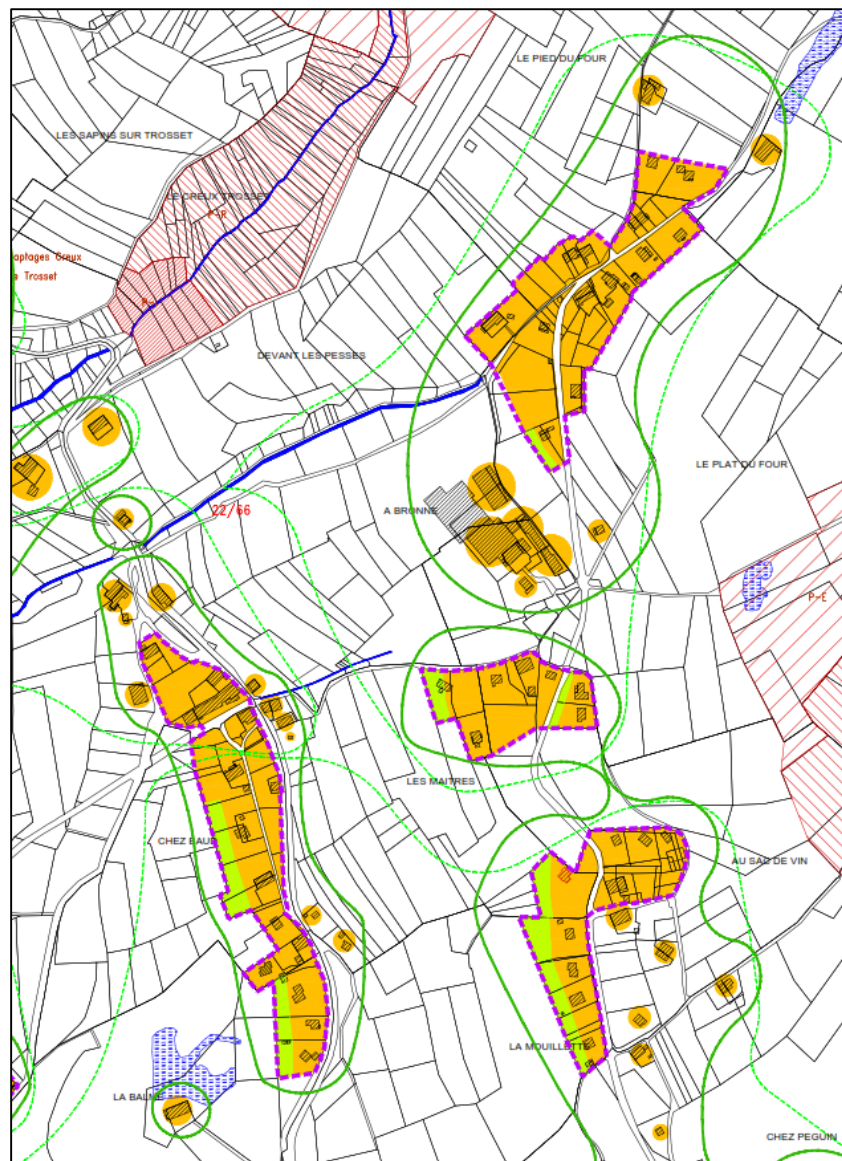 LE PIED DU FOUR
LES SAPINS SUR TROSSET
LE CREUX TROSSET
P-R
aptages Creux
Trosset
DEVANT LES PESSES
LE PLAT DU FOUR
A BRONNE
22/66
P-E
LES MAITRES
CHEZ BAUD
AU SAC DE VIN
LA MOUILLETTE
LA BALME
CHEZ PEGUIN